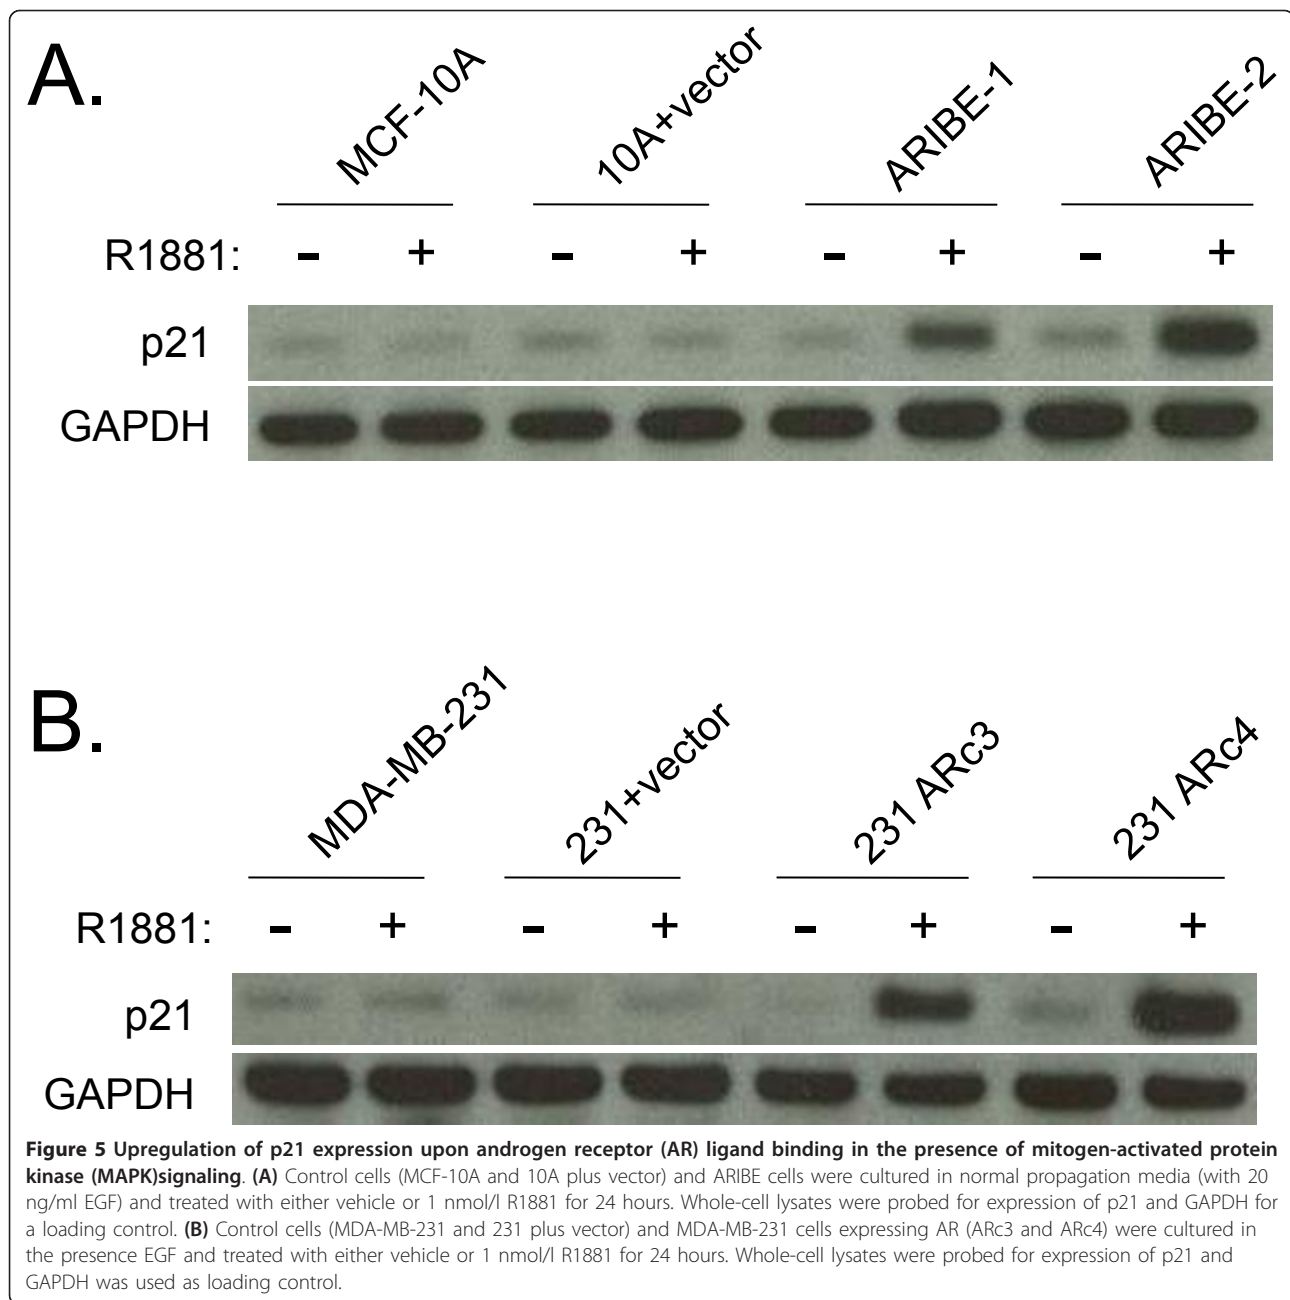 A.
MCF-10A 10A+vector ARIBE-1 ARIBE-2
R1881: - + - + - + - +
p21
GAPDH
B.
MDA-MB-231 231+vector 231 ARc3 231 ARc4
R1881: - + - + - + - +
p21
GAPDH
Figure 5 Upregulation of p21 expression upon androgen receptor (AR) ligand binding in the presence of mitogen-activated protein
kinase (MAPK)signaling. (A) Control cells (MCF-10A and 10A plus vector) and ARIBE cells were cultured in normal propagation media (with 20
ng/ml EGF) and treated with either vehicle or 1 nmol/l R1881 for 24 hours. Whole-cell lysates were probed for expression of p21 and GAPDH for
a loading control. (B) Control cells (MDA-MB-231 and 231 plus vector) and MDA-MB-231 cells expressing AR (ARc3 and ARc4) were cultured in
the presence EGF and treated with either vehicle or 1 nmol/l R1881 for 24 hours. Whole-cell lysates were probed for expression of p21 and
GAPDH was used as loading control.